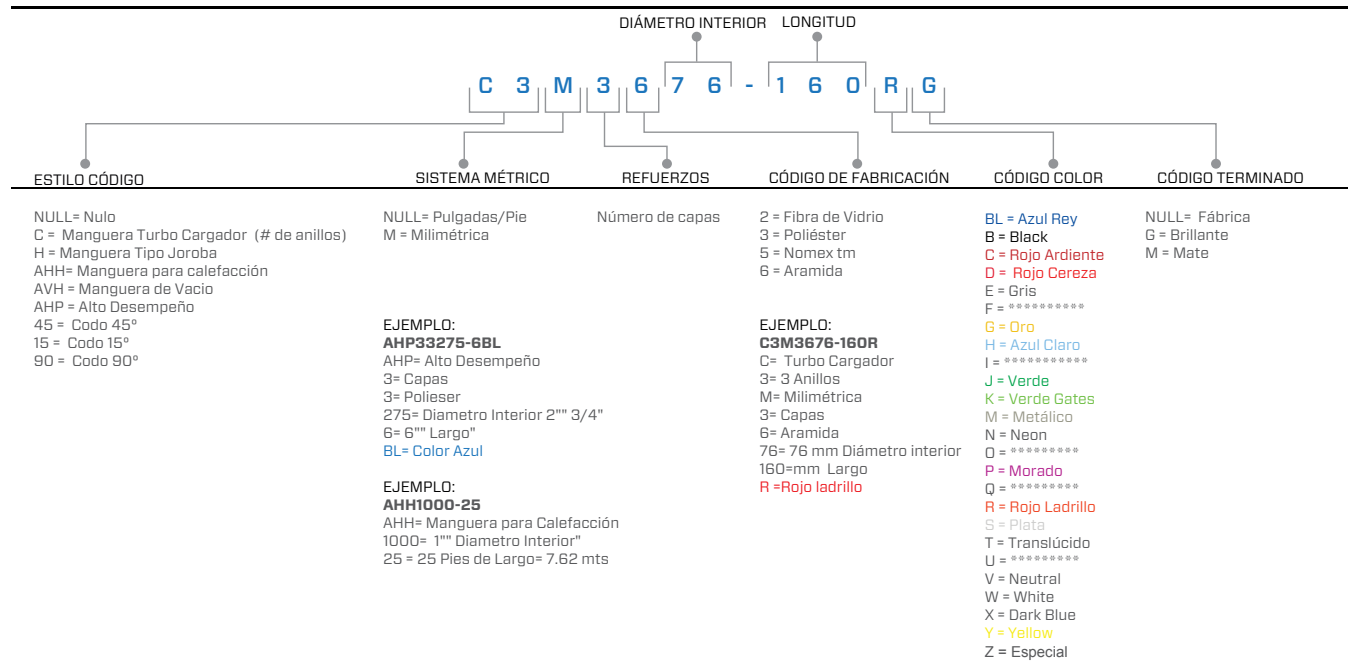 DIÁMETRO INTERIOR LONGITUD
C 3 M 3 6 7 6 - 1 6 0 R G
ESTILO CÓDIGO
SISTEMA MÉTRICO
REFUERZOS
CÓDIGO DE FABRICACIÓN
CÓDIGO COLOR
CÓDIGO TERMINADO
NULL= Nulo
C = Manguera Turbo Cargador (# de anillos)
H = Manguera Tipo Joroba
AHH= Manguera para calefacción
AVH = Manguera de Vacio
AHP = Alto Desempeño
45 = Codo 45°
15 = Codo 15°
90 = Codo 90°
NULL= Pulgadas/Pie
M = Milimétrica
EJEMPLO:
AHP33275-6BL
AHP= Alto Desempeño
3= Capas
3= Polieser
275= Diametro Interior 2"" 3/4"
6= 6"" Largo"
BL= Color Azul
EJEMPLO:
AHH1000-25
AHH= Manguera para Calefacción
1000= 1"" Diametro Interior"
25 = 25 Pies de Largo= 7.62 mts
Número de capas
2 = Fibra de Vidrio
3 = Poliéster
5 = Nomex tm
6 = Aramida
EJEMPLO:
C3M3676-160R
C= Turbo Cargador
3= 3 Anillos
M= Milimétrica
3= Capas
6= Aramida
76= 76 mm Diámetro interior
160=mm Largo
R =Rojo ladrillo
BL = Azul Rey
B = Black
C = Rojo Ardiente
D = Rojo Cereza
E = Gris
F = **********
G = Oro
H = Azul Claro
I = ***********
J = Verde
K = Verde Gates
M = Metálico
N = Neon
O = *********
P = Morado
Q = *********
R = Rojo Ladrillo
S = Plata
T = Translúcido
U = *********
V = Neutral
W = White
X = Dark Blue
Y = Yellow
Z = Especial
NULL= Fábrica
G = Brillante
M = Mate